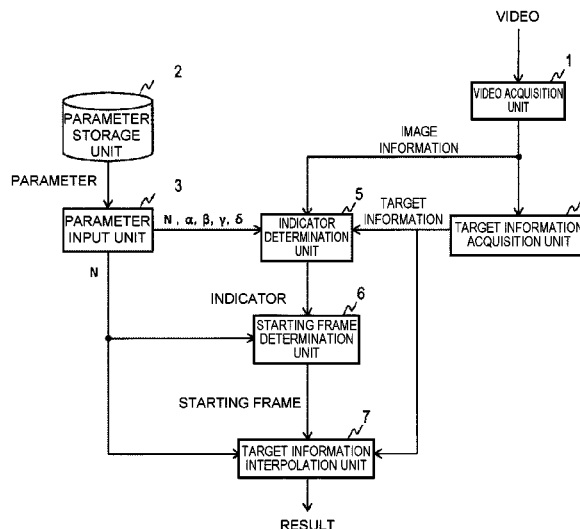 VIDEO
1
VIDEO ACQUISITION
UNIT
2
PARAMETER
STORAGE
UNIT
IMAGE
INFORMATION
PARAMETER
3
PARAMETER
INPUT UNIT
N , α, β, γ, δ
5
INDICATOR
DETERMINATION
UNIT
TARGET
INFORMATION
TARGET INFORMATION
ACQUISITION UNIT
N
INDICATOR
6
STARTING FRAME
DETERMINATION
UNIT
STARTING FRAME
7
TARGET INFORMATION
INTERPOLATION UNIT
RESULT